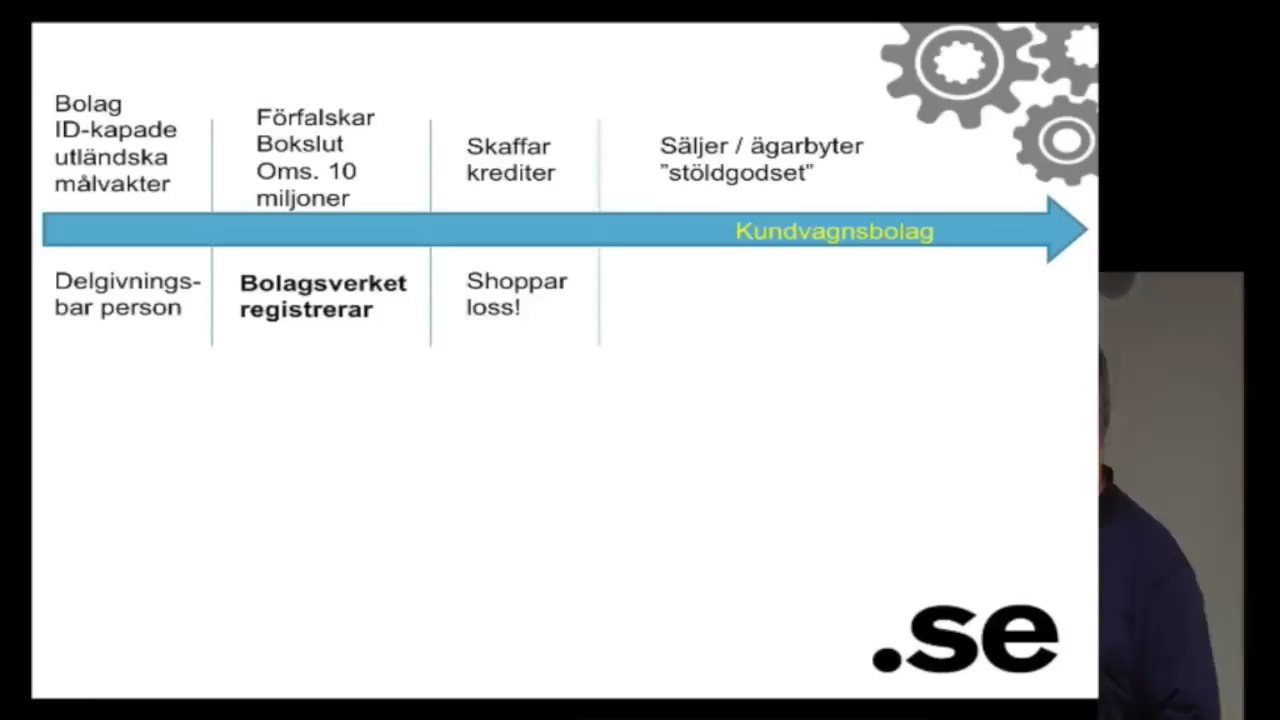 Bolag
ID-kapade
utländska
målvakter
Förfalskar
Bokslut
Oms. 10
miljoner
Skaffar
krediter
Säljer / ägarbyter
”stöldgodset”
Kundvagnsbolag
Delgivnings-
bar person
Bolagsverket
registrerar
Shoppar
loss!
.se